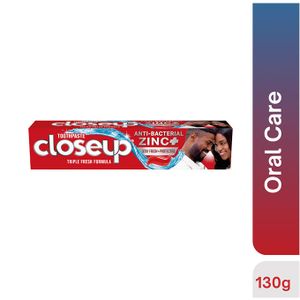 TOOTHPASTE
closeup
TRIPLE FRESH FORMULA
ANTI-BACTERIAL
ZINC+
Oral Care
130g